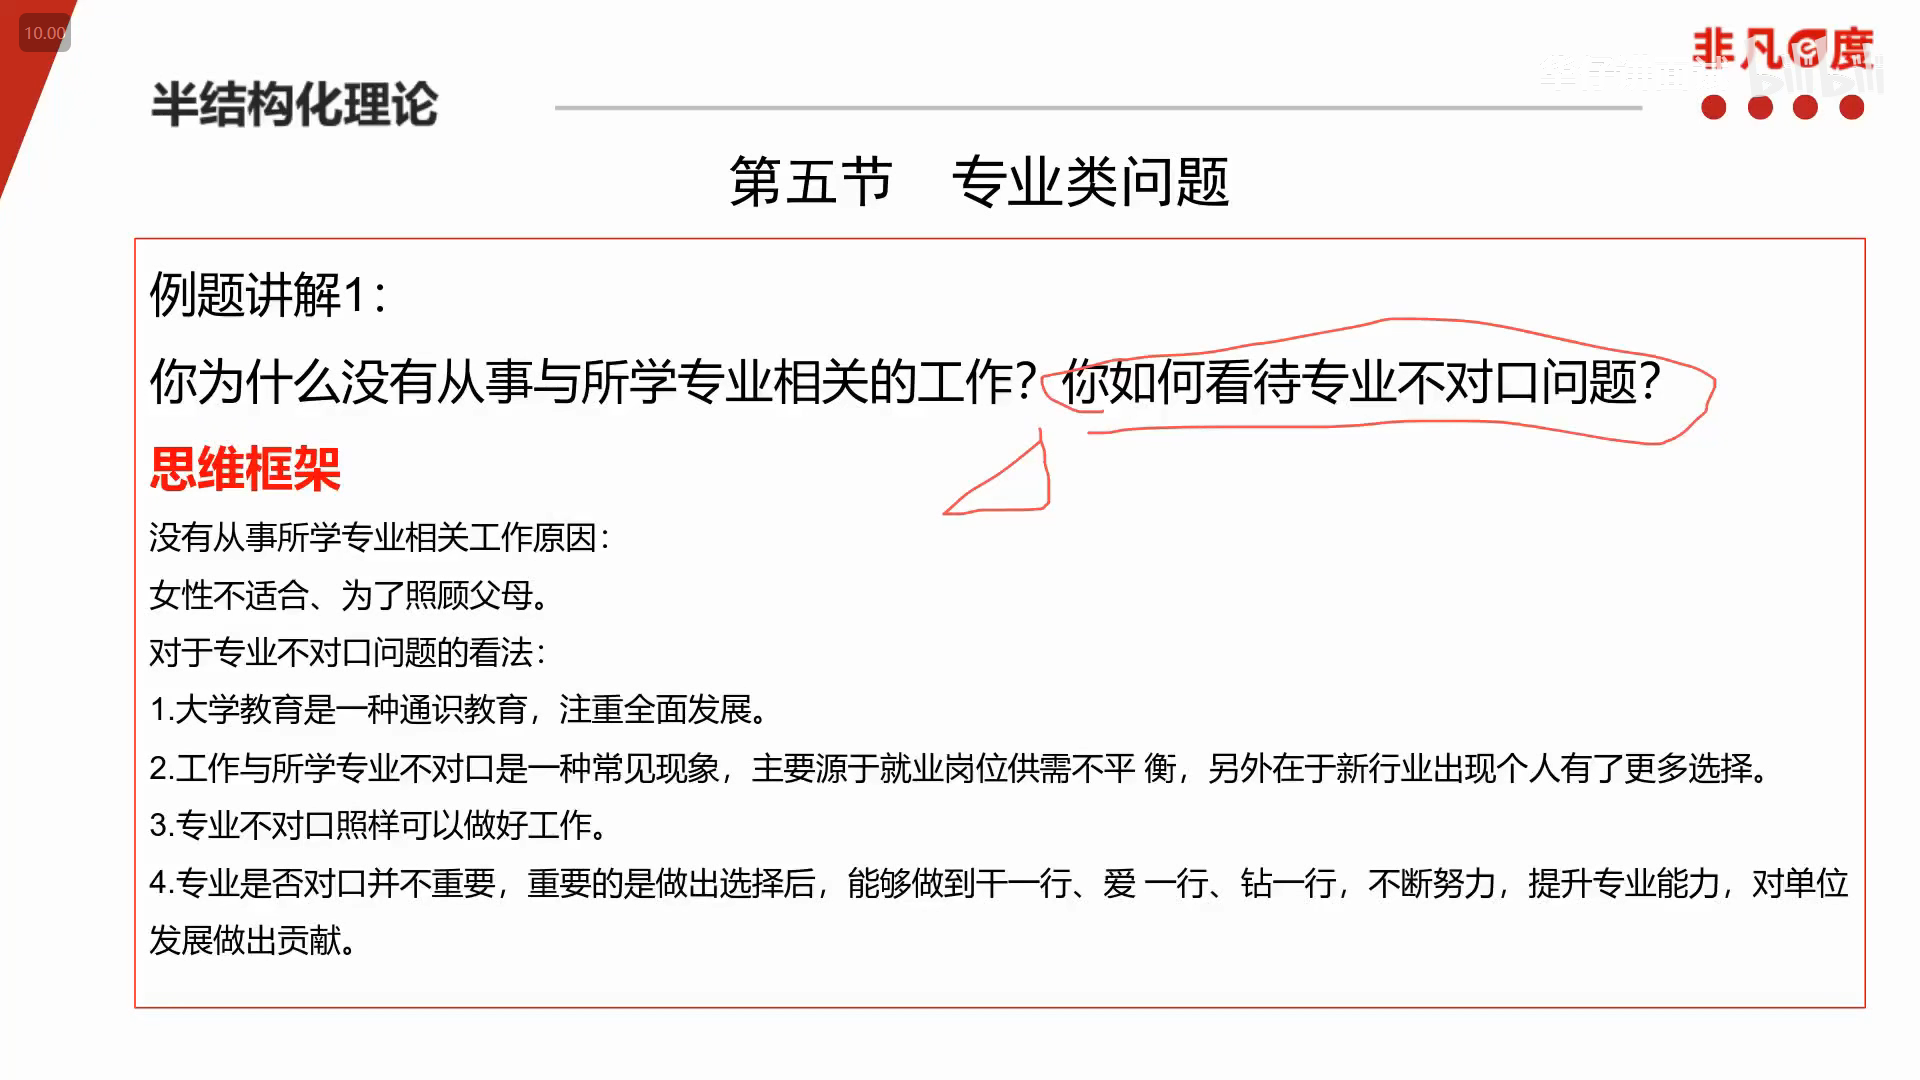 10.00
非凡e度
半结构化理论
bilibili
第五节 专业类问题
例题讲解1：
你为什么没有从事与所学专业相关的工作？你如何看待专业不对口问题？
思维框架
没有从事所学专业相关工作原因：
女性不适合、为了照顾父母。
对于专业不对口问题的看法：
1.大学教育是一种通识教育，注重全面发展。
2.工作与所学专业不对口是一种常见现象，主要源于就业岗位供需不平 衡，另外在于新行业出现个人有了更多选择。
3.专业不对口照样可以做好工作。
4.专业是否对口并不重要，重要的是做出选择后，能够做到干一行、爱 一行、钻一行，不断努力，提升专业能力，对单位
发展做出贡献。